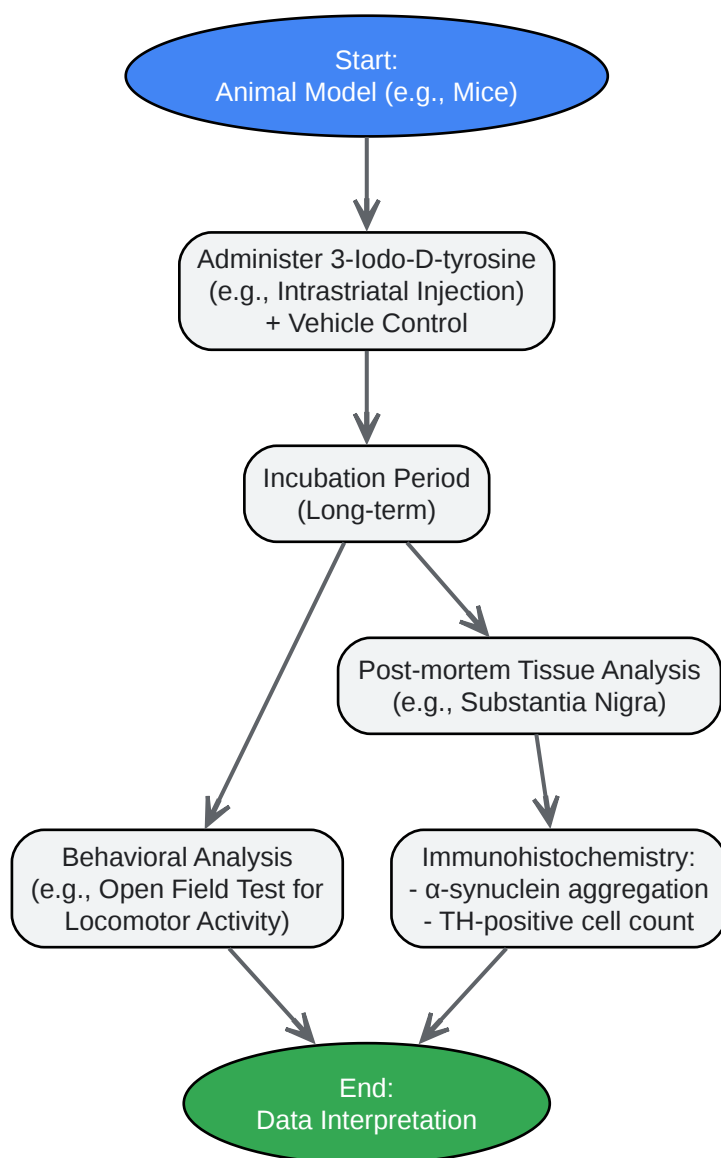 Start:
Animal Model (e.g., Mice)
Administer 3-Iodo-D-tyrosine
(e.g., Intrastriatal Injection)
+ Vehicle Control
Incubation Period
(Long-term)
Post-mortem Tissue Analysis
(e.g., Substantia Nigra)
Behavioral Analysis
(e.g., Open Field Test for
Locomotor Activity)
Immunohistochemistry:
- α-synuclein aggregation
- TH-positive cell count
End:
Data Interpretation